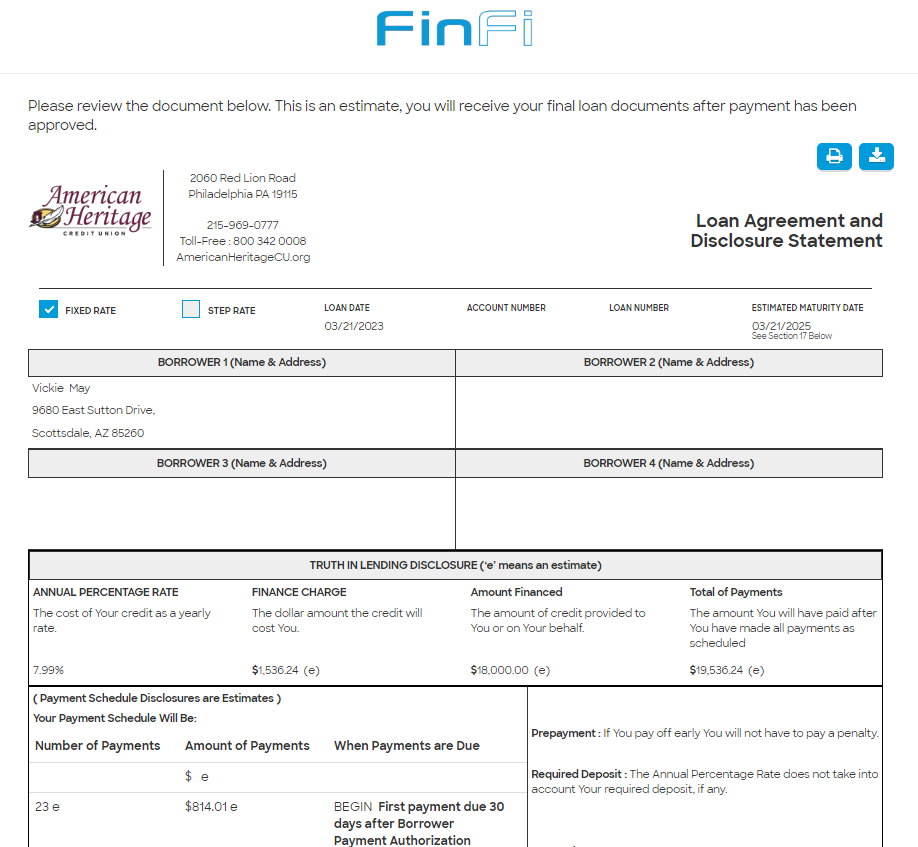 FinFi
Please review the document below. This is an estimate, you will receive your final loan documents after payment has been
approved.
American
Heritage
CREDIT UNION
2060 Red Lion Road
Philadelphia PA 19115
215-969-0777
Toll-Free : 800 342 0008
AmericanHeritageCU.org
Loan Agreement and
Disclosure Statement
FIXED RATE
STEP RATE
LOAN DATE
03/21/2023
ACCOUNT NUMBER
LOAN NUMBER
ESTIMATED MATURITY DATE
03/21/2025
See Section 17 Below
BORROWER 1 (Name & Address)
BORROWER 2 (Name & Address)
Vickie May
9680 East Sutton Drive,
Scottsdale, AZ 85260
BORROWER 3 (Name & Address)
BORROWER 4 (Name & Address)
TRUTH IN LENDING DISCLOSURE ('e' means an estimate)
ANNUAL PERCENTAGE RATE
The cost of Your credit as a yearly
rate.
7.99%
FINANCE CHARGE
The dollar amount the credit will
cost You.
$1,536.24 (e)
Amount Financed
The amount of credit provided to
You or on Your behalf.
$18,000.00 (e)
Total of Payments
The amount You will have paid after
You have made all payments as
scheduled
$19,536.24 (e)
( Payment Schedule Disclosures are Estimates )
Your Payment Schedule Will Be:
Number of Payments
Amount of Payments
When Payments are Due
$ e
23 e
$814.01 e
BEGIN First payment due 30
days after Borrower
Payment Authorization
Prepayment : If You pay off early You will not have to pay a penalty.
Required Deposit : The Annual Percentage Rate does not take into
account Your required deposit, if any.